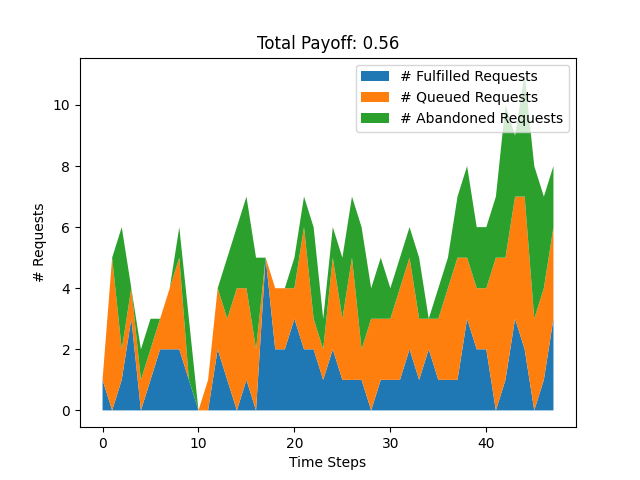 Total Payoff: 0.56
# Fulfilled Requests
# Queued Requests
# Abandoned Requests
# Requests
10
8
6
4
2
0
0
10
20
30
40
Time Steps